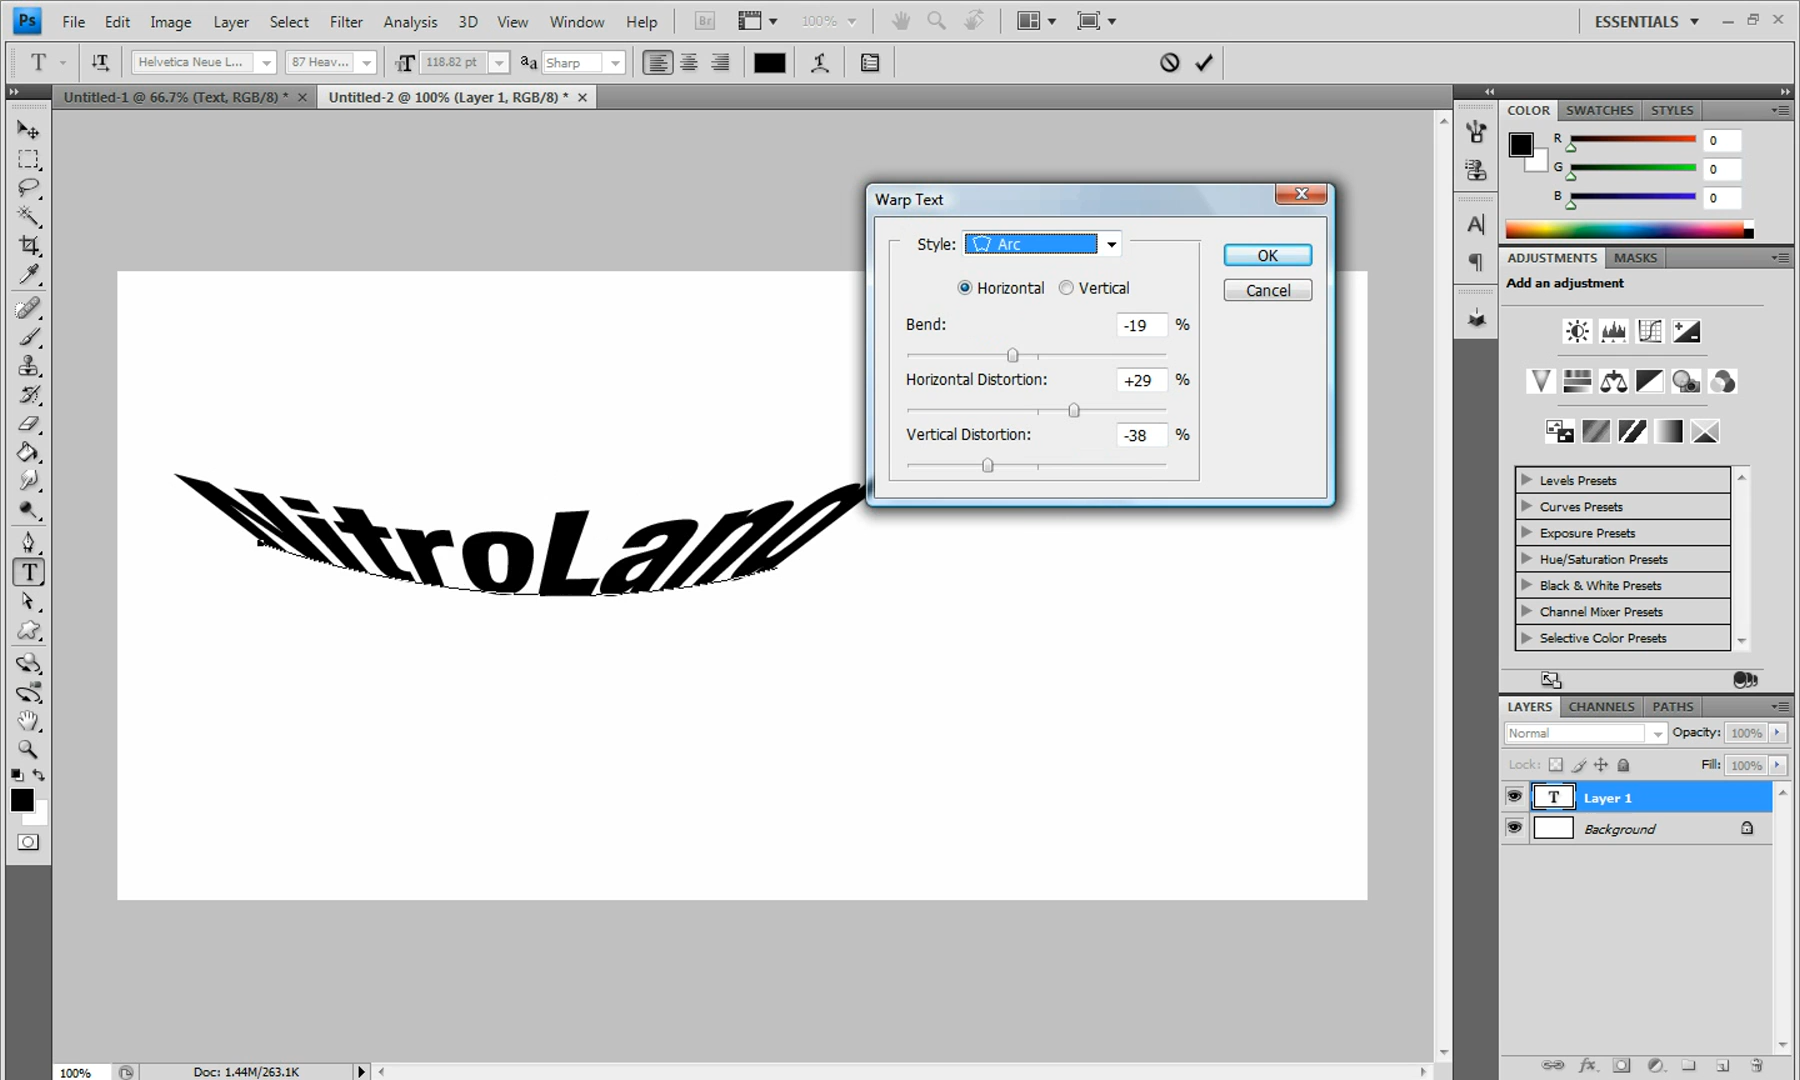 Ps File Edit Image Layer Select Filter Analysis 3D View Window Help Br 100% ESSENTIALS
T T Helvetica Neue L... 87 Heav... TT 118.82 pt aa Sharp
Untitled-1 @ 66.7% (Text, RGB/8) * Untitled-2 @ 100% (Layer 1, RGB/8) *
COLOR SWATCHES STYLES
R 0
G 0
B 0
Warp Text
Style: Arc
OK
Horizontal Vertical
Cancel
Bend: -19 %
Horizontal Distortion: +29 %
Vertical Distortion: -38 %
A
ADJUSTMENTS MASKS
Add an adjustment
Levels Presets
Curves Presets
Exposure Presets
Hue/Saturation Presets
Black & White Presets
Channel Mixer Presets
Selective Color Presets
T
LAYERS CHANNELS PATHS
Normal Opacity: 100%
Lock: Fill: 100%
T Layer 1
Background
fx
100% Doc: 1.44M/263.1K